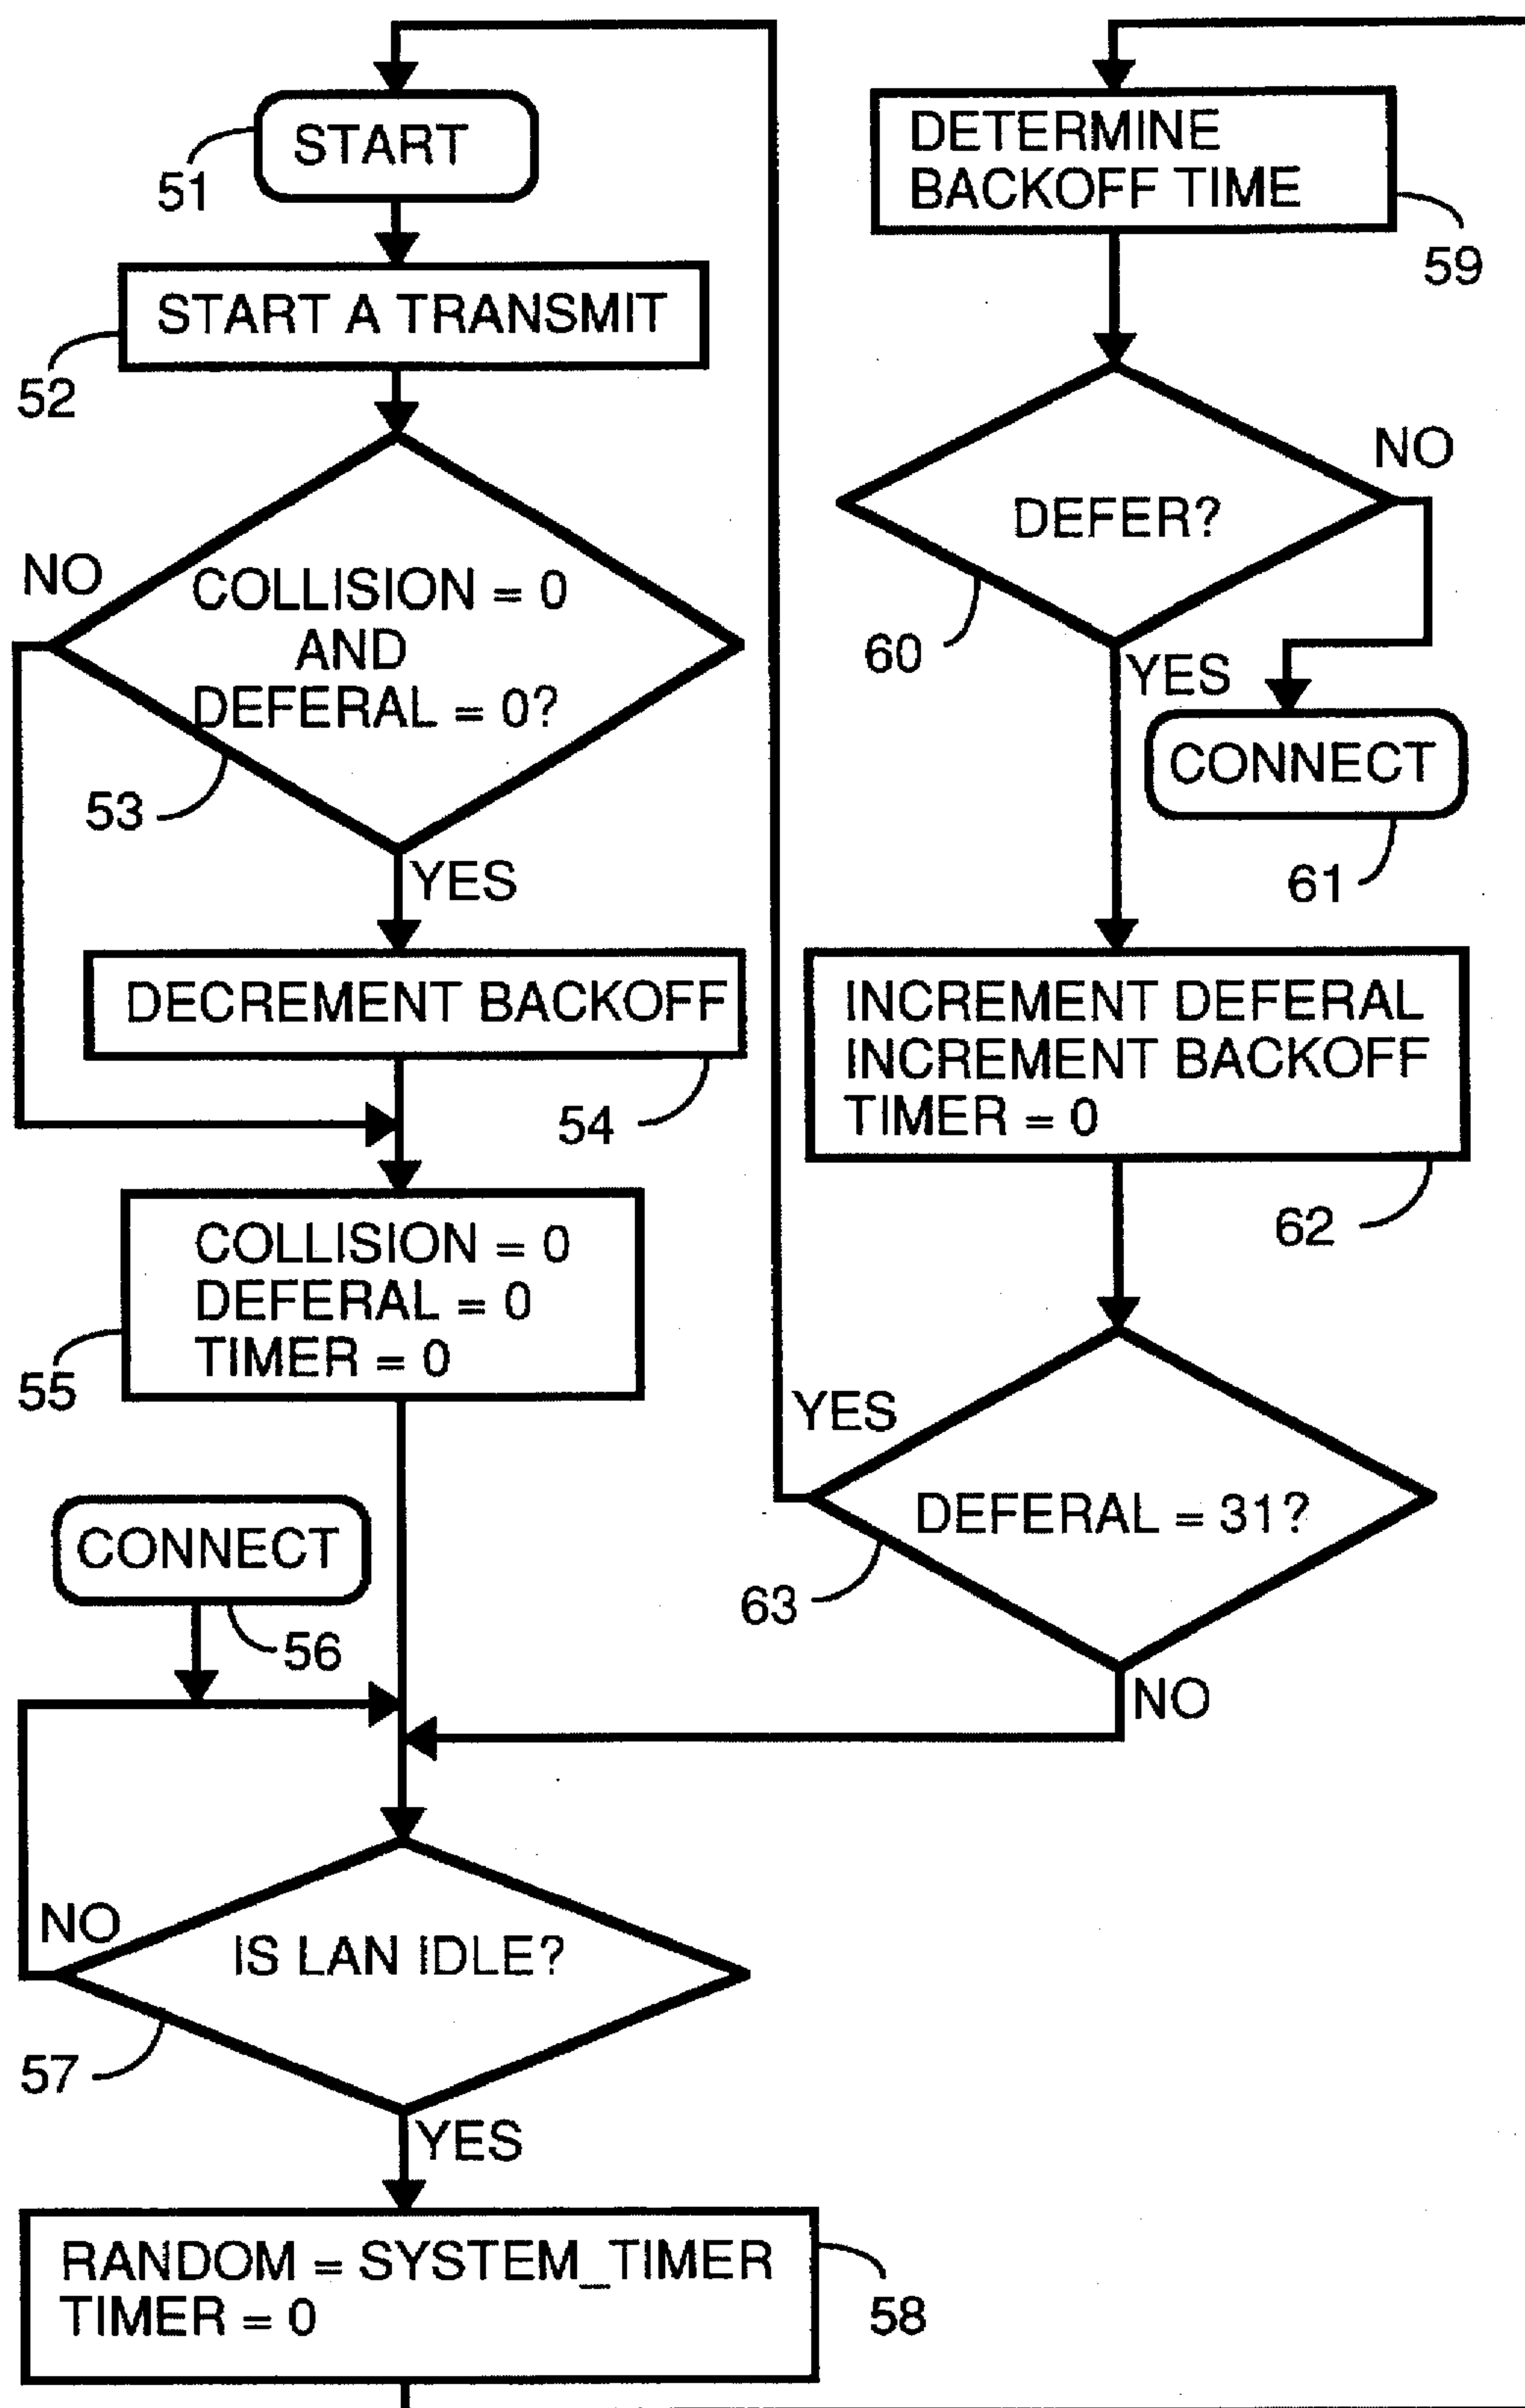 START
51
START A TRANSMIT
52
NO
COLLISION = 0
AND
DEFERAL = 0?
53
YES
DECREMENT BACKOFF
54
COLLISION = 0
DEFERAL = 0
TIMER = 0
55
CONNECT
56
NO
IS LAN IDLE?
57
YES
RANDOM = SYSTEM_TIMER
TIMER = 0
58
DETERMINE
BACKOFF TIME
59
NO
DEFER?
60
YES
CONNECT
61
INCREMENT DEFERAL
INCREMENT BACKOFF
TIMER = 0
62
YES
DEFERAL = 31?
63
NO